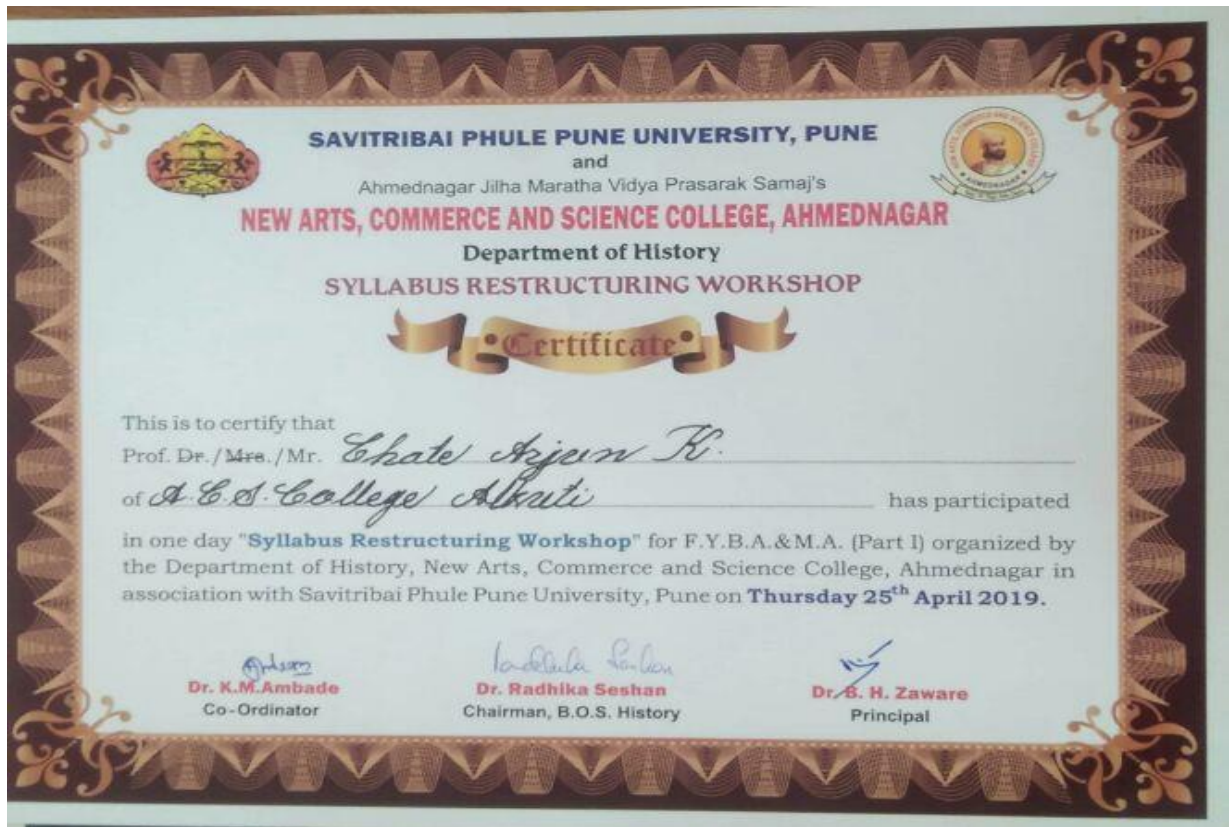 SAVITRIBAI PHULE PUNE UNIVERSITY, PUNE
and
Ahmednagar Jilha Maratha Vidya Prasarak Samaj's
NEW ARTS, COMMERCE AND SCIENCE COLLEGE, AHMEDNAGAR
Department of History
SYLLABUS RESTRUCTURING WORKSHOP
Certificate
This is to certify that
Prof. Dr./Mrs./Mr. Chate Arjun K.
of A.C.S. College Alkuti has participated
in one day "Syllabus Restructuring Workshop" for F.Y.B.A.&M.A. (Part I) organized by
the Department of History, New Arts, Commerce and Science College, Ahmednagar in
association with Savitribai Phule Pune University, Pune on Thursday 25th April 2019.
Dr. K.M.Ambade
Co-Ordinator
Dr. Radhika Seshan
Chairman, B.O.S. History
Dr. B. H. Zaware
Principal